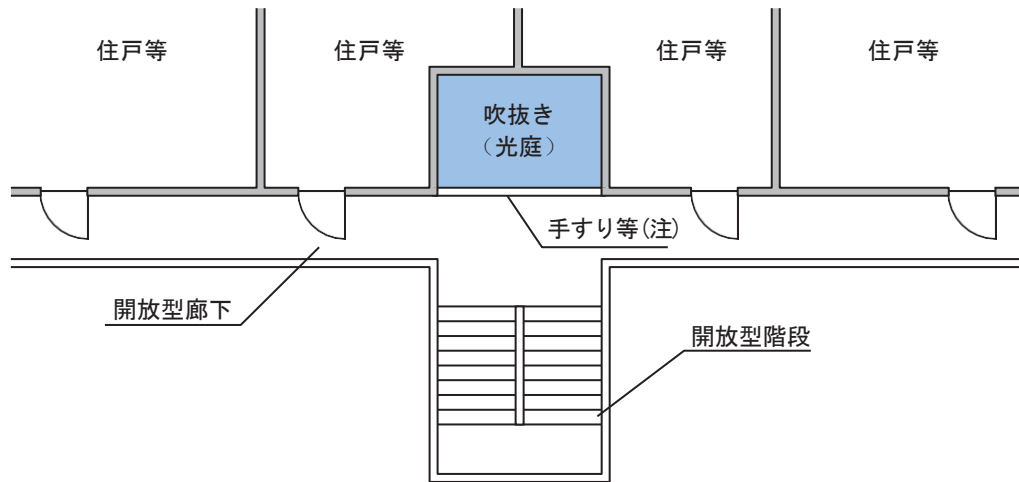 住戸等
住戸等
住戸等
住戸等
吹抜き
（光庭）
手すり等(注)
開放型廊下
開放型階段